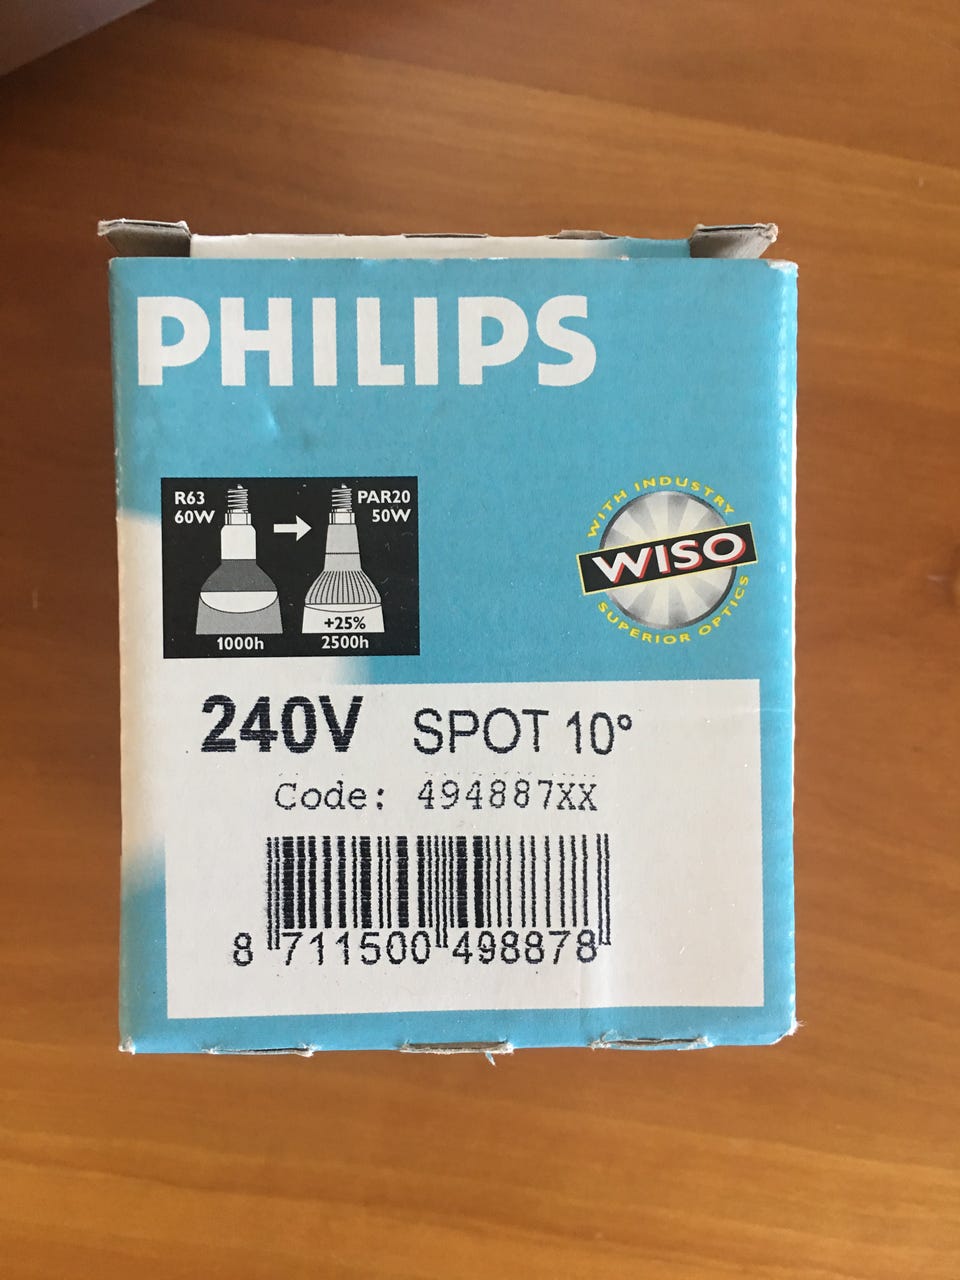 PHILIPS
R63
60W
PAR20
50W
+25%
1000h
2500h
WITH INDUSTRY
WISO
SUPERIOR OPTICS
240V SPOT 10°
Code: 494887XX
8 711500 498878